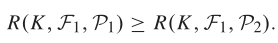 R(K, ℱ₁, 𝒫₁) ≥ R(K, ℱ₁, 𝒫₂).